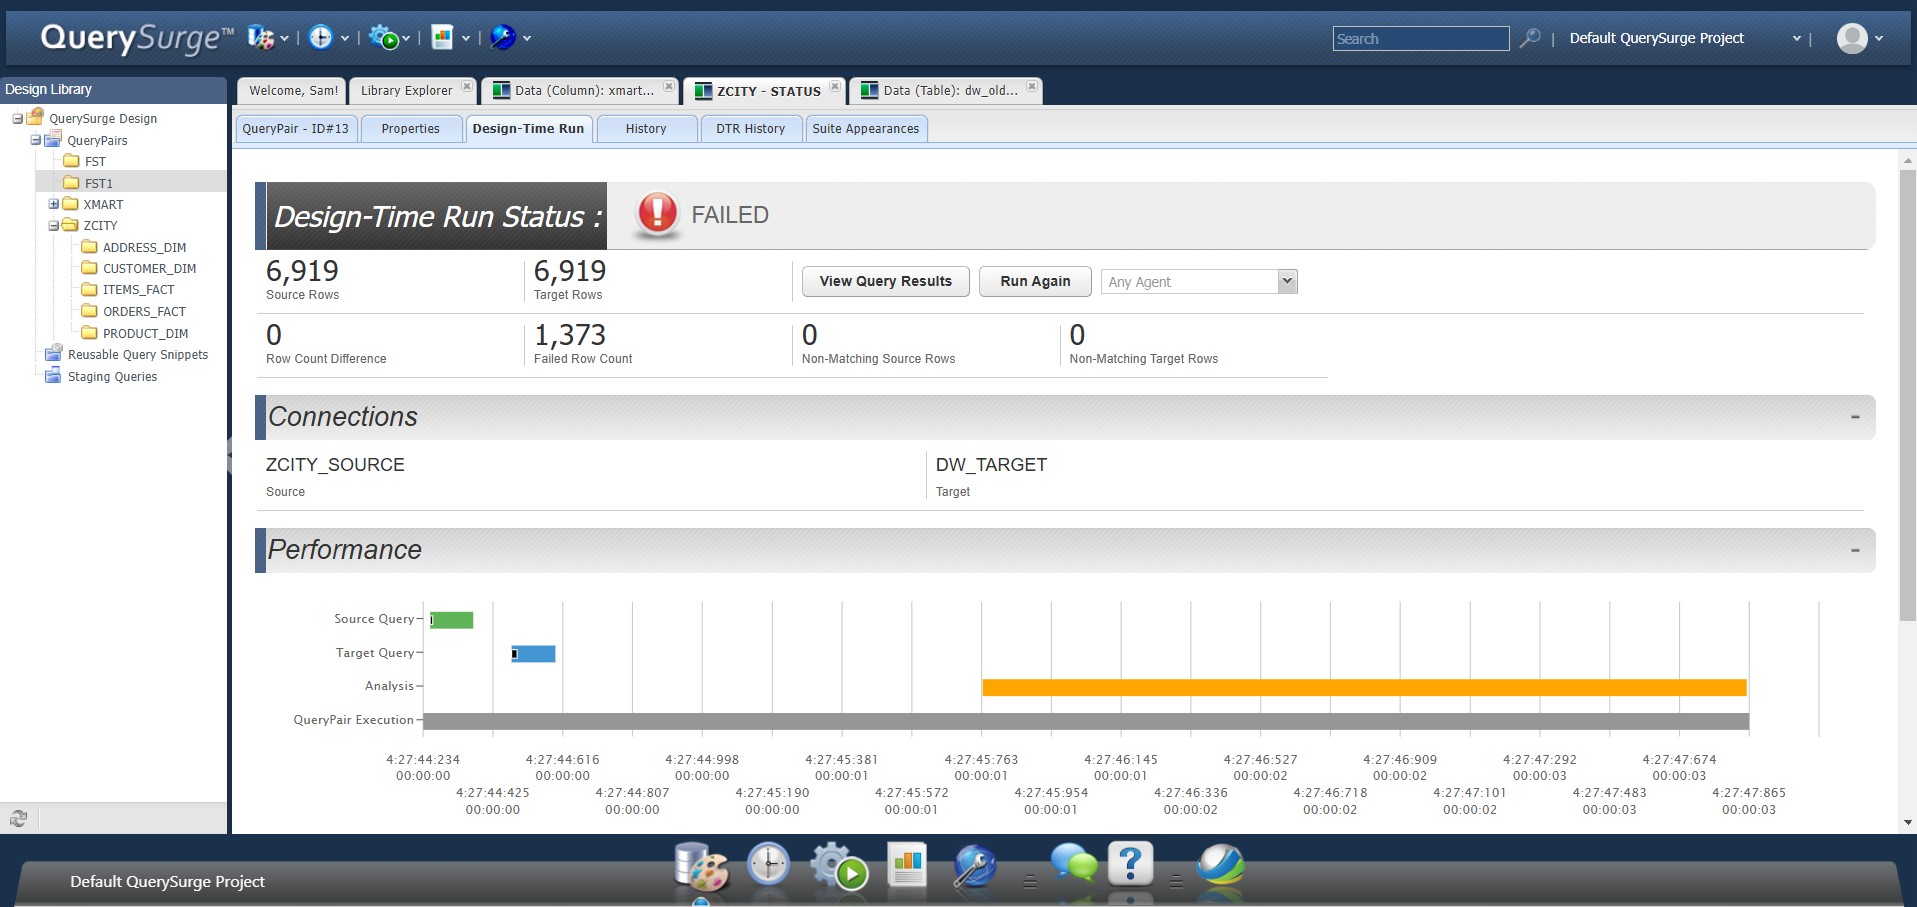 QuerySurge™
Search
Default QuerySurge Project
Design Library
Welcome, Sam!
Library Explorer
Data (Column): xmart...
ZCITY - STATUS
Data (Table): dw_old...
QueryPair - ID#13
Properties
Design-Time Run
History
DTR History
Suite Appearances
QuerySurge Design
QueryPairs
FST
FST1
XMART
ZCITY
ADDRESS_DIM
CUSTOMER_DIM
ITEMS_FACT
ORDERS_FACT
PRODUCT_DIM
Reusable Query Snippets
Staging Queries
Design-Time Run Status :
FAILED
6,919
Source Rows
6,919
Target Rows
View Query Results
Run Again
Any Agent
0
Row Count Difference
1,373
Failed Row Count
0
Non-Matching Source Rows
0
Non-Matching Target Rows
Connections
-
ZCITY_SOURCE
Source
DW_TARGET
Target
Performance
-
Source Query
Target Query
Analysis
QueryPair Execution
4:27:44:234 4:27:44:616 4:27:44:998 4:27:45:381 4:27:45:763 4:27:46:145 4:27:46:527 4:27:46:909 4:27:47:292 4:27:47:674
00:00:00 00:00:00 00:00:00 00:00:01 00:00:01 00:00:01 00:00:02 00:00:02 00:00:03 00:00:03
4:27:44:425 4:27:44:807 4:27:45:190 4:27:45:572 4:27:45:954 4:27:46:336 4:27:46:718 4:27:47:101 4:27:47:483 4:27:47:865
00:00:00 00:00:00 00:00:00 00:00:01 00:00:01 00:00:02 00:00:02 00:00:02 00:00:03 00:00:03
Default QuerySurge Project